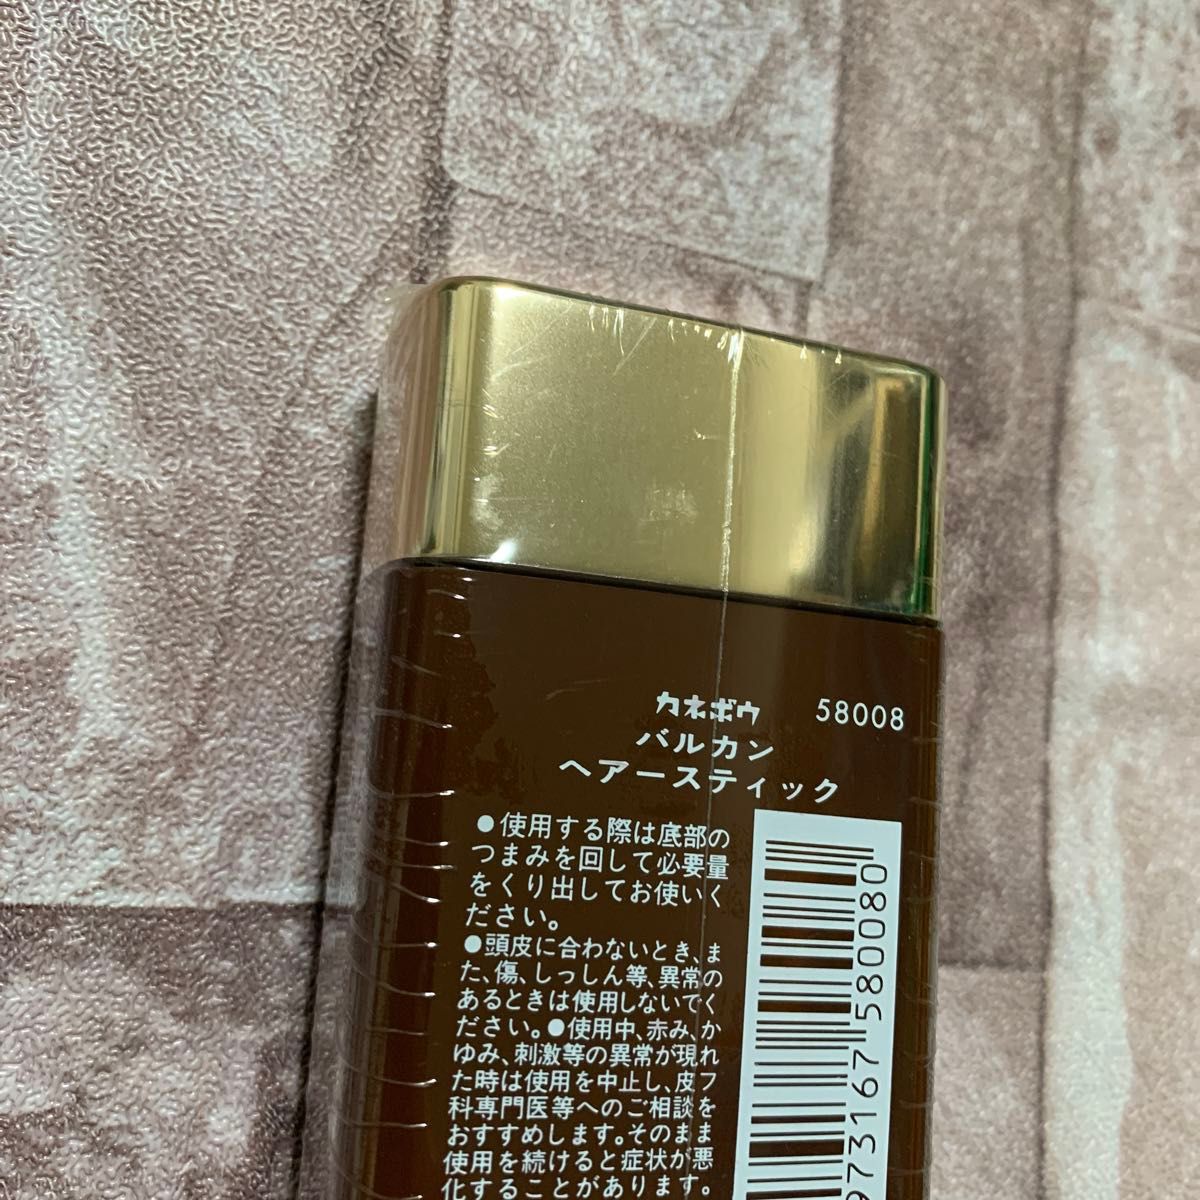 カネボウ 58008
バルカン
ヘアースティック
●使用する際は底部の
つまみを回して必要量
をくり出してお使いく
ださい。
●頭皮に合わないとき、ま
た、傷、しっしん等、異常の
あるときは使用しないでく
ださい。●使用中、赤み、か
ゆみ、刺激等の異常が現れ
た時は使用を中止し、皮フ
科専門医等へのご相談を
おすすめします。そのまま
使用を続けると症状が悪
化することがあります。
973167 580080